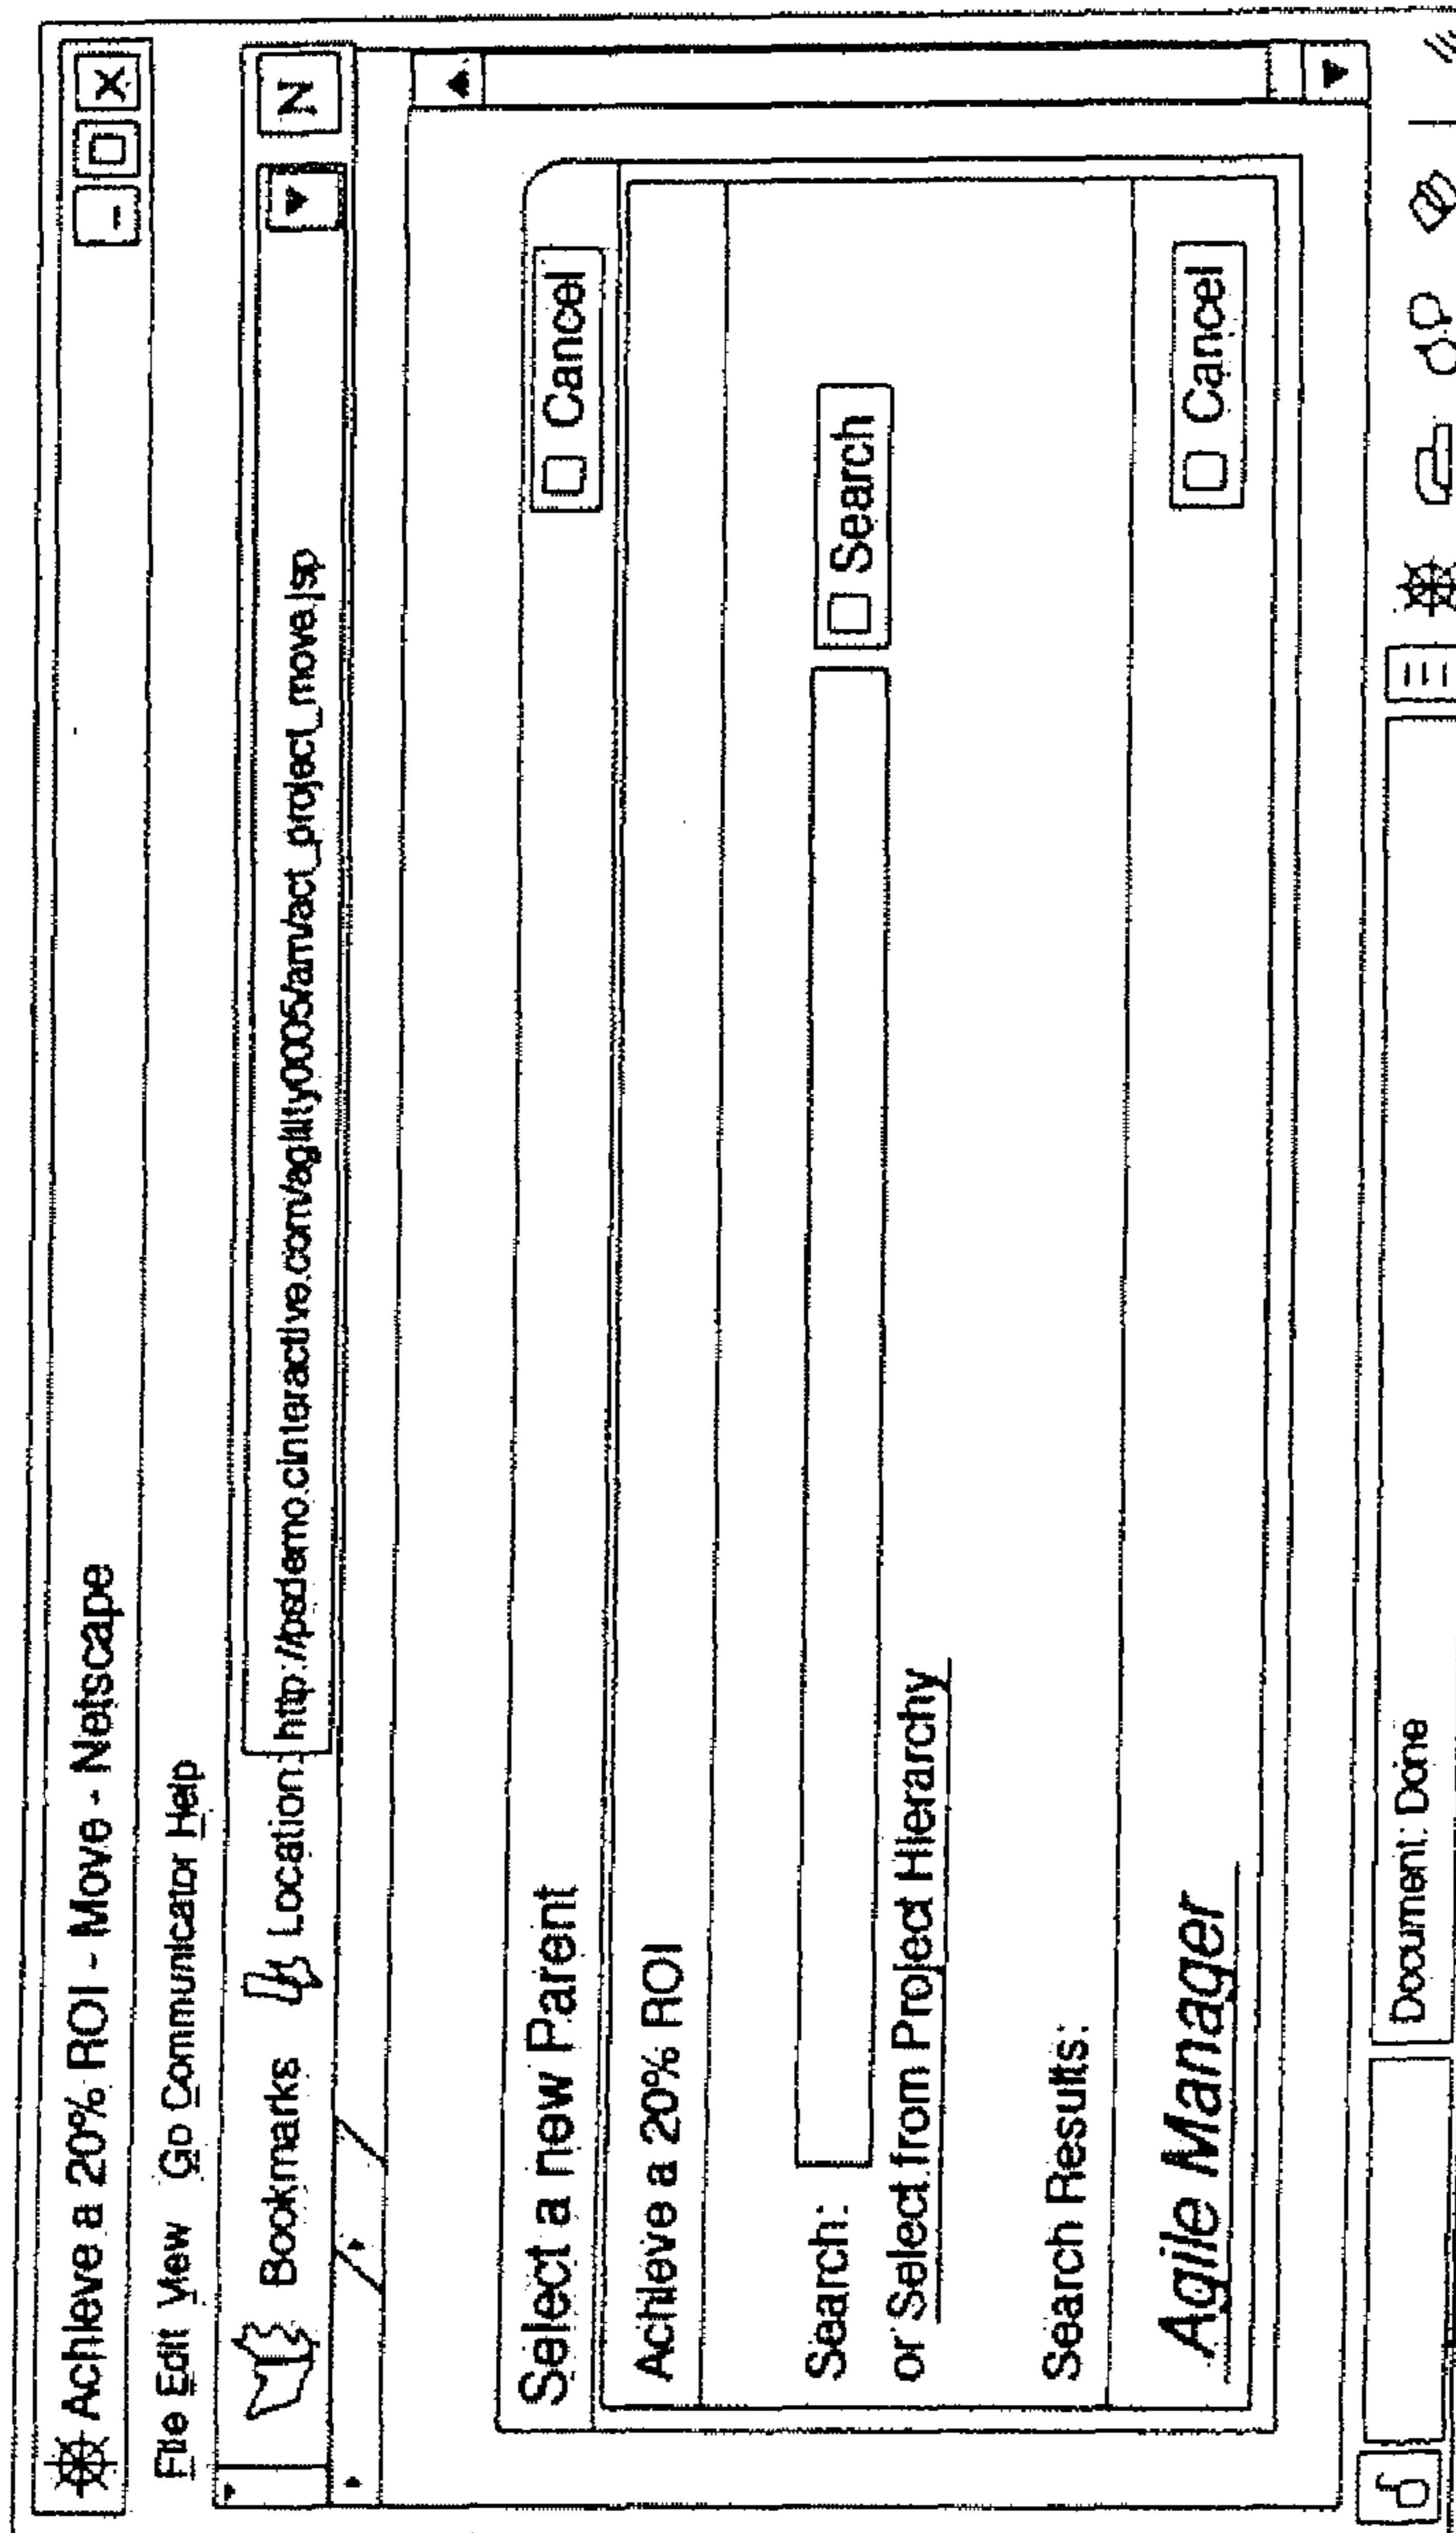 Achieve a 20% ROI - Move - Netscape
File Edit View Go Communicator Help
Bookmarks Location: http://psdemo.cinteractive.com/agility0005/am/act_project_move.jsp N
Select a new Parent Cancel
Achieve a 20% ROI
Search: Search
or Select from Project Hierarchy
Search Results:
Agile Manager Cancel
Document: Done